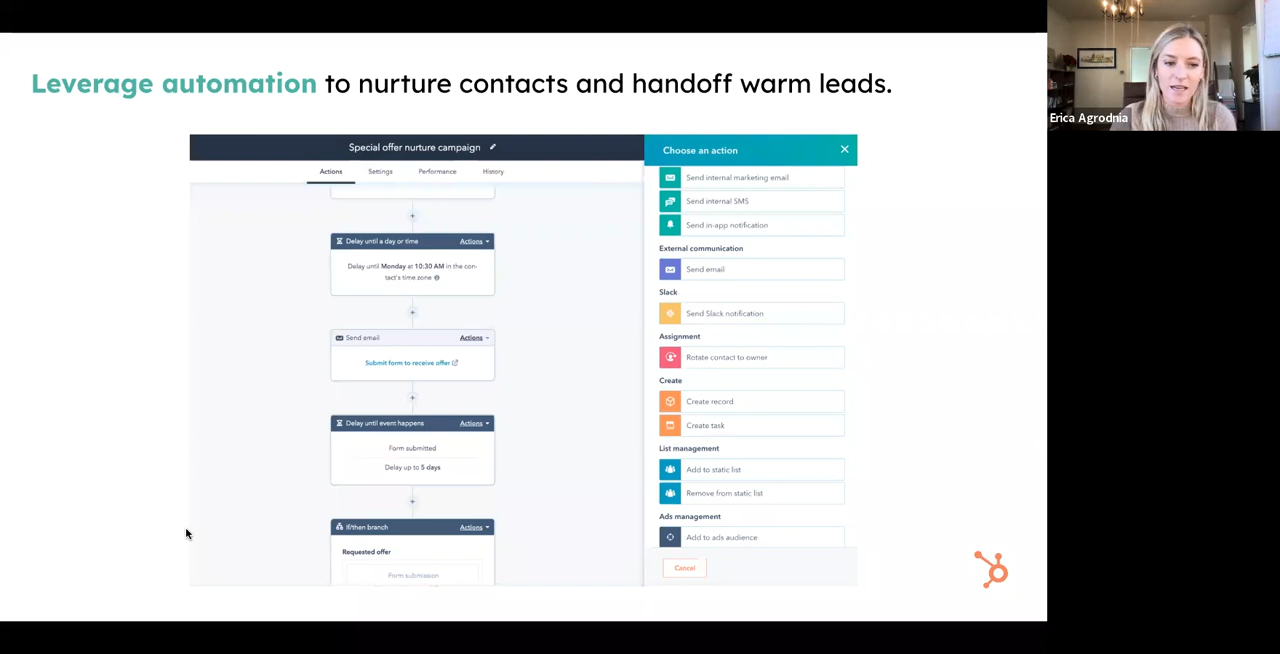 Leverage automation to nurture contacts and handoff warm leads.
Erica Agrodnia
Special offer nurture campaign
Actions Settings Performance History
Delay until a day or time Actions
Delay until Monday at 10:30 AM in the con-
tact's time zone
Send email Actions
Submit form to receive offer
Delay until event happens Actions
Form submitted
Delay up to 5 days
If/then branch Actions
Requested offer
Form submission
Choose an action
Send internal marketing email
Send internal SMS
Send in-app notification
External communication
Send email
Slack
Send Slack notification
Assignment
Rotate contact to owner
Create
Create record
Create task
List management
Add to static list
Remove from static list
Ads management
Add to ads audience
Cancel